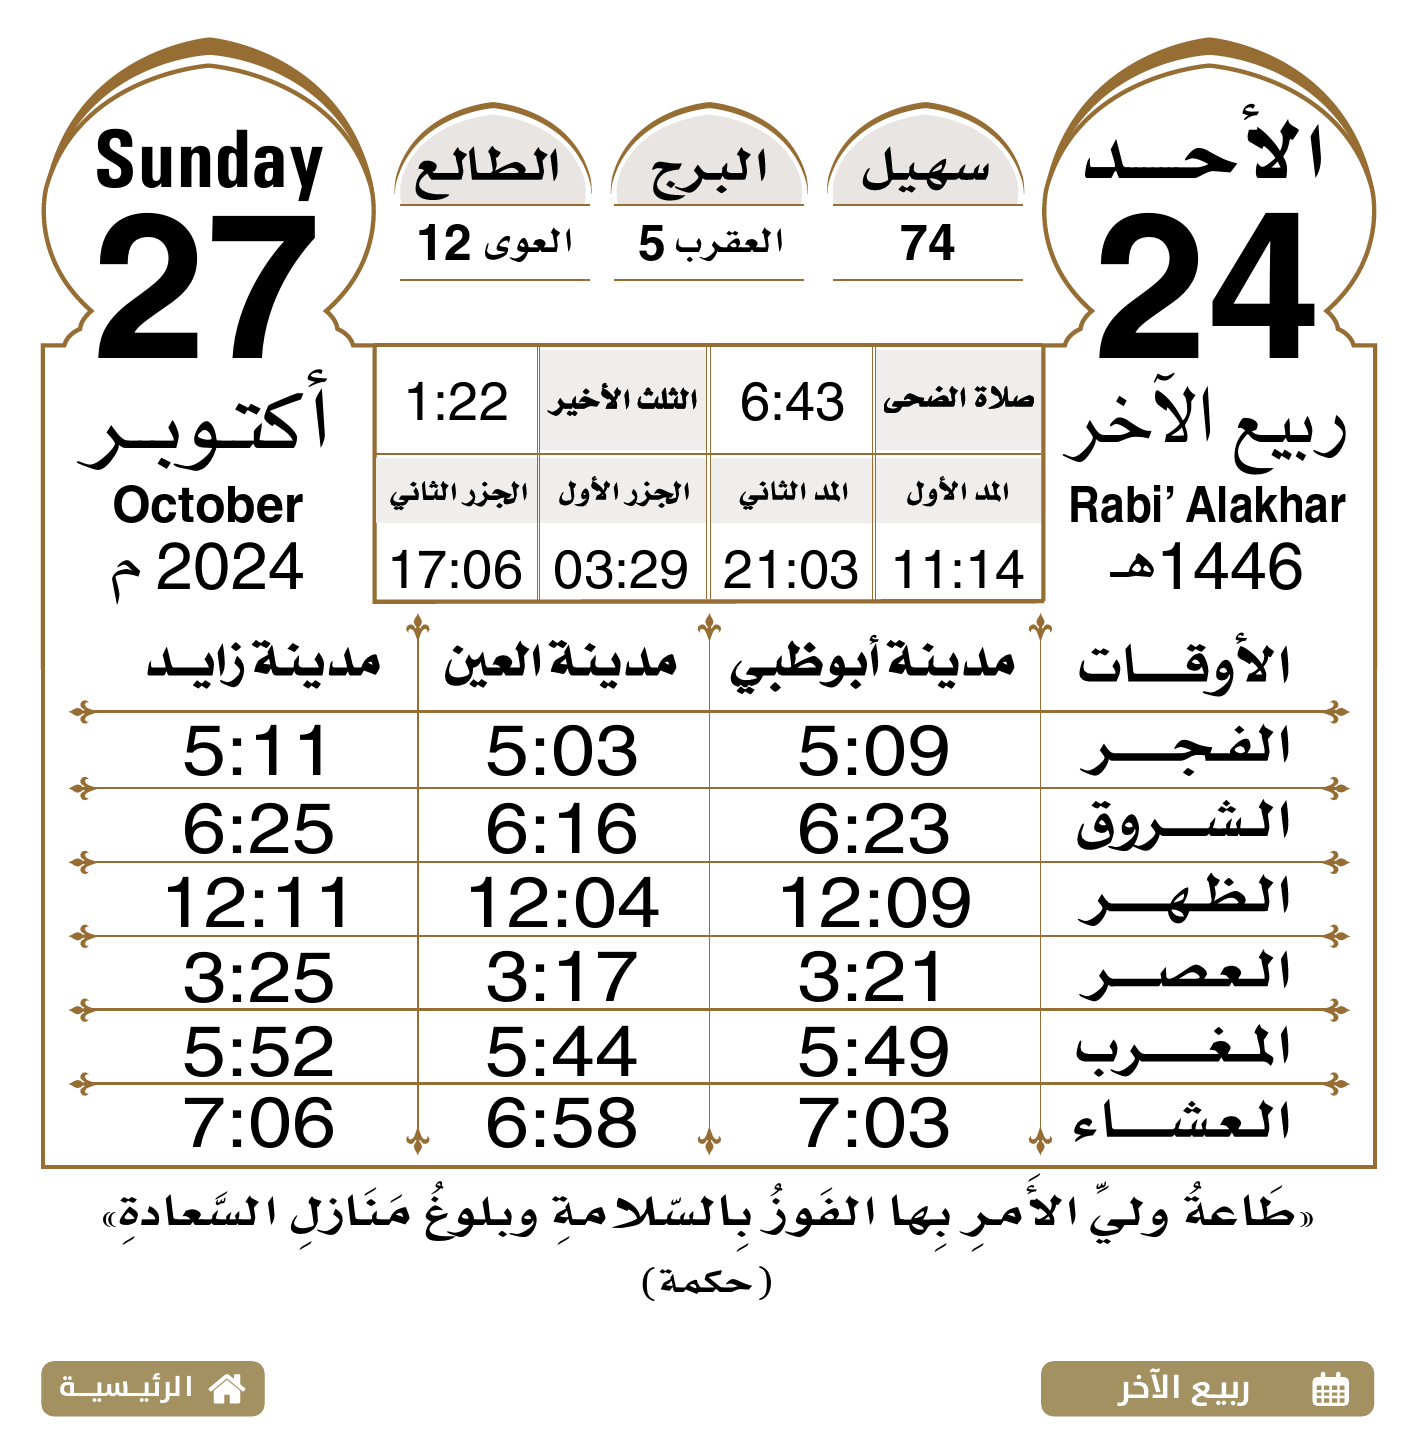 الأحد
24
ربيع الآخر
Rabi’ Alakhar
1446هـ
سهيل
74
البرج
العقرب 5
الطالع
العوى 12
Sunday
27
أكتوبر
October
2024 م
صلاة الضحى 6:43 الثلث الأخير 1:22
المد الأول المد الثاني الجزر الأول الجزر الثاني
11:14 21:03 03:29 17:06
الأوقات مدينة أبوظبي مدينة العين مدينة زايد
الفجر 5:09 5:03 5:11
الشروق 6:23 6:16 6:25
الظهر 12:09 12:04 12:11
العصر 3:21 3:17 3:25
المغرب 5:49 5:44 5:52
العشاء 7:03 6:58 7:06
«طَاعةُ وليِّ الأَمرِ بِها الفَوزُ بِالسّلامةِ وبلوغُ مَنَازلِ السَّعادةِ»
(حكمة)
ربيع الآخر
الرئيسية